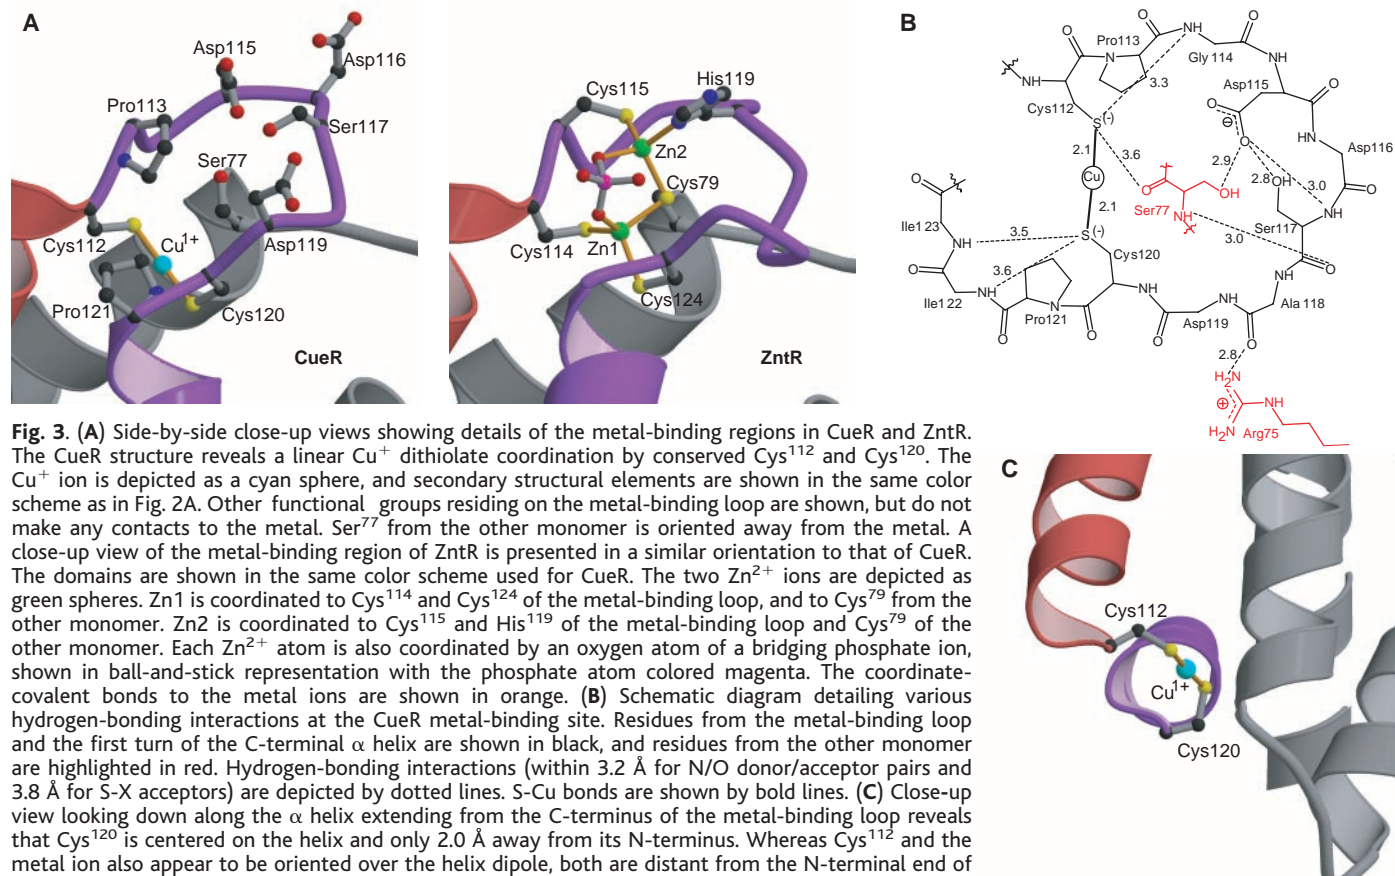 A
Asp115
Asp116
Pro113
Ser117
Ser77
Cys112
Cu1+
Asp119
Pro121
Cys120
CueR
Cys115
His119
Zn2
Cys79
Cys114
Zn1
Cys124
ZntR
B
O
Pro113
O
NH
O
NH
Gly 114
NH
3.3
Asp115
O
Cys112
O
⊖
S(-)
HN
2.1
3.6
O
2.9
Asp116
Cu
O
OH
2.8
OH
3.0
O
O
2.1
Ser77
NH
Ser117
NH
Ile123
NH
3.5
S(-)
3.0
O
Cys120
O
3.6
NH
NH
NH
Ile122
O
Pro121
O
O
Asp119
NH
O
Ala 118
2.8
H2N
⊕
NH
H2N
Arg75
Fig. 3. (A) Side-by-side close-up views showing details of the metal-binding regions in CueR and ZntR.
The CueR structure reveals a linear Cu+ dithiolate coordination by conserved Cys112 and Cys120. The
Cu+ ion is depicted as a cyan sphere, and secondary structural elements are shown in the same color
scheme as in Fig. 2A. Other functional groups residing on the metal-binding loop are shown, but do not
make any contacts to the metal. Ser77 from the other monomer is oriented away from the metal. A
close-up view of the metal-binding region of ZntR is presented in a similar orientation to that of CueR.
The domains are shown in the same color scheme used for CueR. The two Zn2+ ions are depicted as
green spheres. Zn1 is coordinated to Cys114 and Cys124 of the metal-binding loop, and to Cys79 from the
other monomer. Zn2 is coordinated to Cys115 and His119 of the metal-binding loop and Cys79 of the
other monomer. Each Zn2+ atom is also coordinated by an oxygen atom of a bridging phosphate ion,
shown in ball-and-stick representation with the phosphate atom colored magenta. The coordinate-
covalent bonds to the metal ions are shown in orange. (B) Schematic diagram detailing various
hydrogen-bonding interactions at the CueR metal-binding site. Residues from the metal-binding loop
and the first turn of the C-terminal α helix are shown in black, and residues from the other monomer
are highlighted in red. Hydrogen-bonding interactions (within 3.2 Å for N/O donor/acceptor pairs and
3.8 Å for S-X acceptors) are depicted by dotted lines. S-Cu bonds are shown by bold lines. (C) Close-up
view looking down along the α helix extending from the C-terminus of the metal-binding loop reveals
that Cys120 is centered on the helix and only 2.0 Å away from its N-terminus. Whereas Cys112 and the
metal ion also appear to be oriented over the helix dipole, both are distant from the N-terminal end of
C
Cys112
Cu1+
Cys120